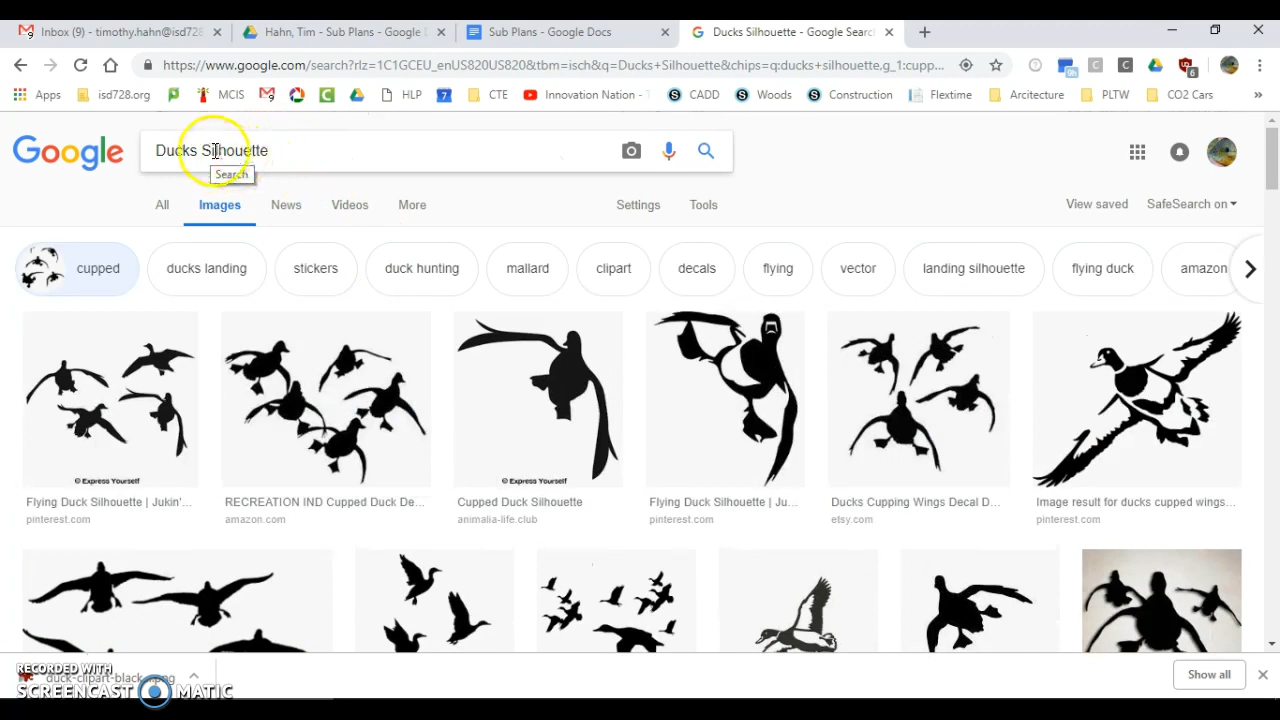 Inbox (9) - timothy.hahn@isd728
Hahn, Tim - Sub Plans - Google
Sub Plans - Google Docs
Ducks Silhouette - Google Searc
https://www.google.com/search?rlz=1C1GCEU_enUS820US820&tbm=isch&q=Ducks+Silhouette&chips=q:ducks+silhouette,g_1:cupp...
9h
6
Apps
isd728.org
MCIS
HLP
7
CTE
Innovation Nation -
CADD
Woods
Construction
Flextime
Arcitecture
PLTW
CO2 Cars
Google
Ducks Silhouette
Search
All
Images
News
Videos
More
Settings
Tools
View saved
SafeSearch on
cupped
ducks landing
stickers
duck hunting
mallard
clipart
decals
flying
vector
landing silhouette
flying duck
amazon
© Express Yourself
© Express Yourself
Flying Duck Silhouette | Jukin'...
pinterest.com
RECREATION IND Cupped Duck De...
amazon.com
Cupped Duck Silhouette
animalia-life.club
Flying Duck Silhouette | Ju...
pinterest.com
Ducks Cupping Wings Decal D...
etsy.com
Image result for ducks cupped wings...
pinterest.com
RECORDED WITH
SCREENCAST MATIC
Show all